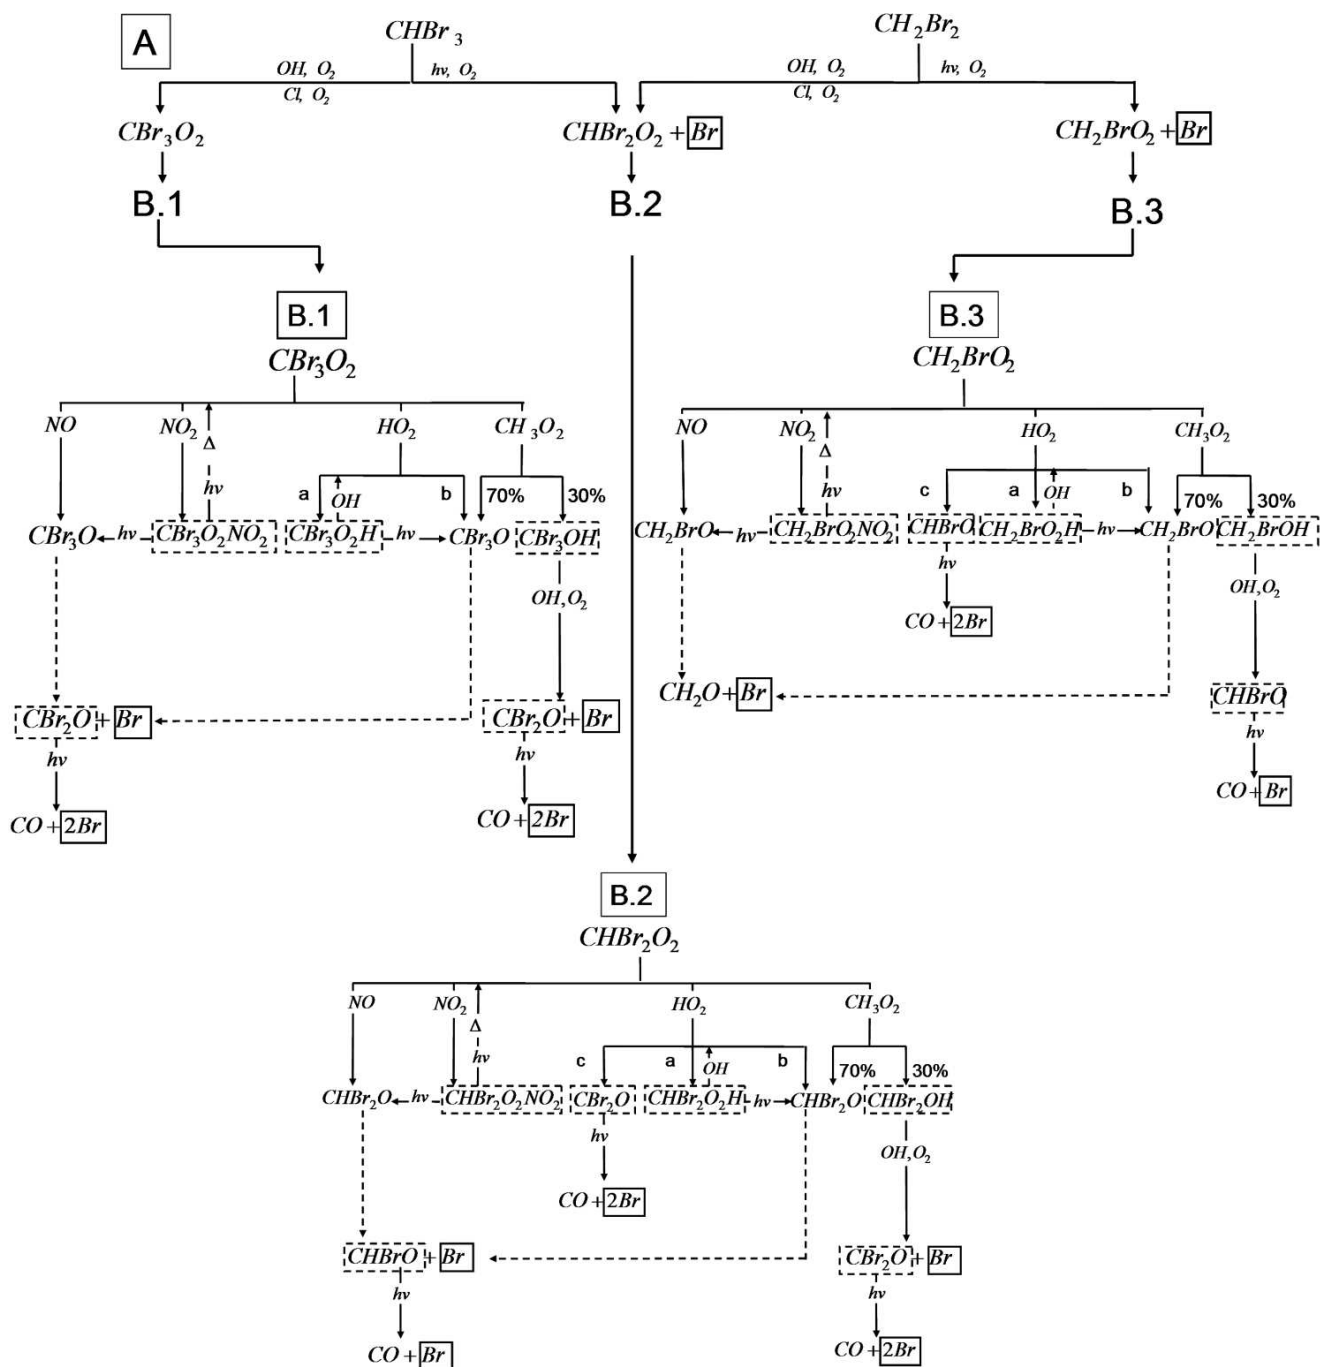 A
CHBr₃ CH₂Br₂
OH, O₂ hν, O₂ OH, O₂ hν, O₂
Cl, O₂ Cl, O₂
CBr₃O₂ CHBr₂O₂ + Br CH₂BrO₂ + Br
B.1 B.2 B.3
B.1
CBr₃O₂
NO NO₂ Δ HO₂ CH₃O₂
hν a OH b 70% 30%
CBr₃O hν CBr₃O₂NO₂ CBr₃O₂H hν CBr₃O CBr₃OH
OH, O₂
CBr₂O + Br CBr₂O + Br
hν hν
CO + 2Br CO + 2Br
B.3
CH₂BrO₂
NO NO₂ Δ HO₂ CH₃O₂
hν c a OH b 70% 30%
CH₂BrO hν CH₂BrO₂NO₂ CHBrO CH₂BrO₂H hν CH₂BrO CH₂BrOH
hν OH, O₂
CO + 2Br
CH₂O + Br CHBrO
hν
CO + Br
B.2
CHBr₂O₂
NO NO₂ Δ HO₂ CH₃O₂
hν c a OH b 70% 30%
CHBr₂O hν CHBr₂O₂NO₂ CBr₂O CHBr₂O₂H hν CHBr₂O CHBr₂OH
hν OH, O₂
CO + 2Br
CHBrO + Br CBr₂O + Br
hν hν
CO + Br CO + 2Br